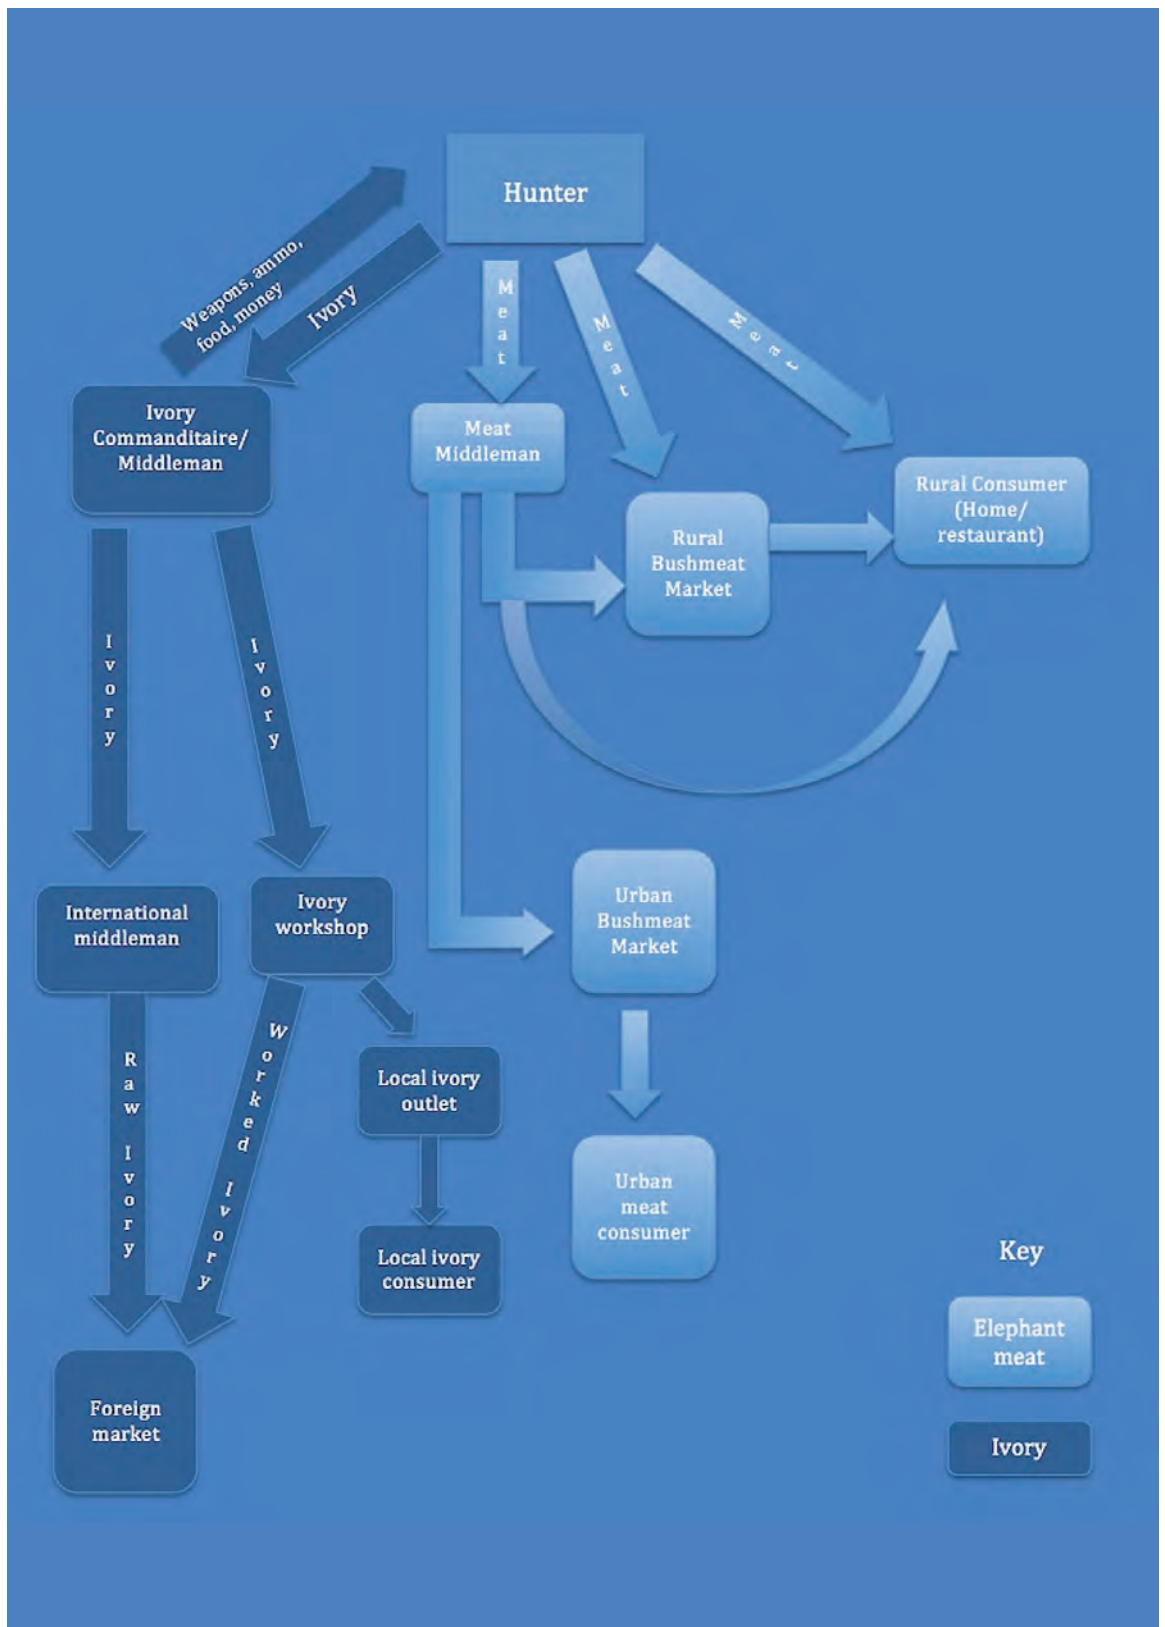 Hunter
Weapons, ammo,
food, money
Ivory
Meat
Meat
Meat
Ivory
Commanditaire/
Middleman
Meat
Middleman
Rural
Bushmeat
Market
Rural Consumer
(Home/
restaurant)
Ivory
Ivory
International
middleman
Ivory
workshop
Urban
Bushmeat
Market
Raw Ivory
Worked Ivory
Local ivory
outlet
Urban
meat
consumer
Local ivory
consumer
Foreign
market
Key
Elephant
meat
Ivory